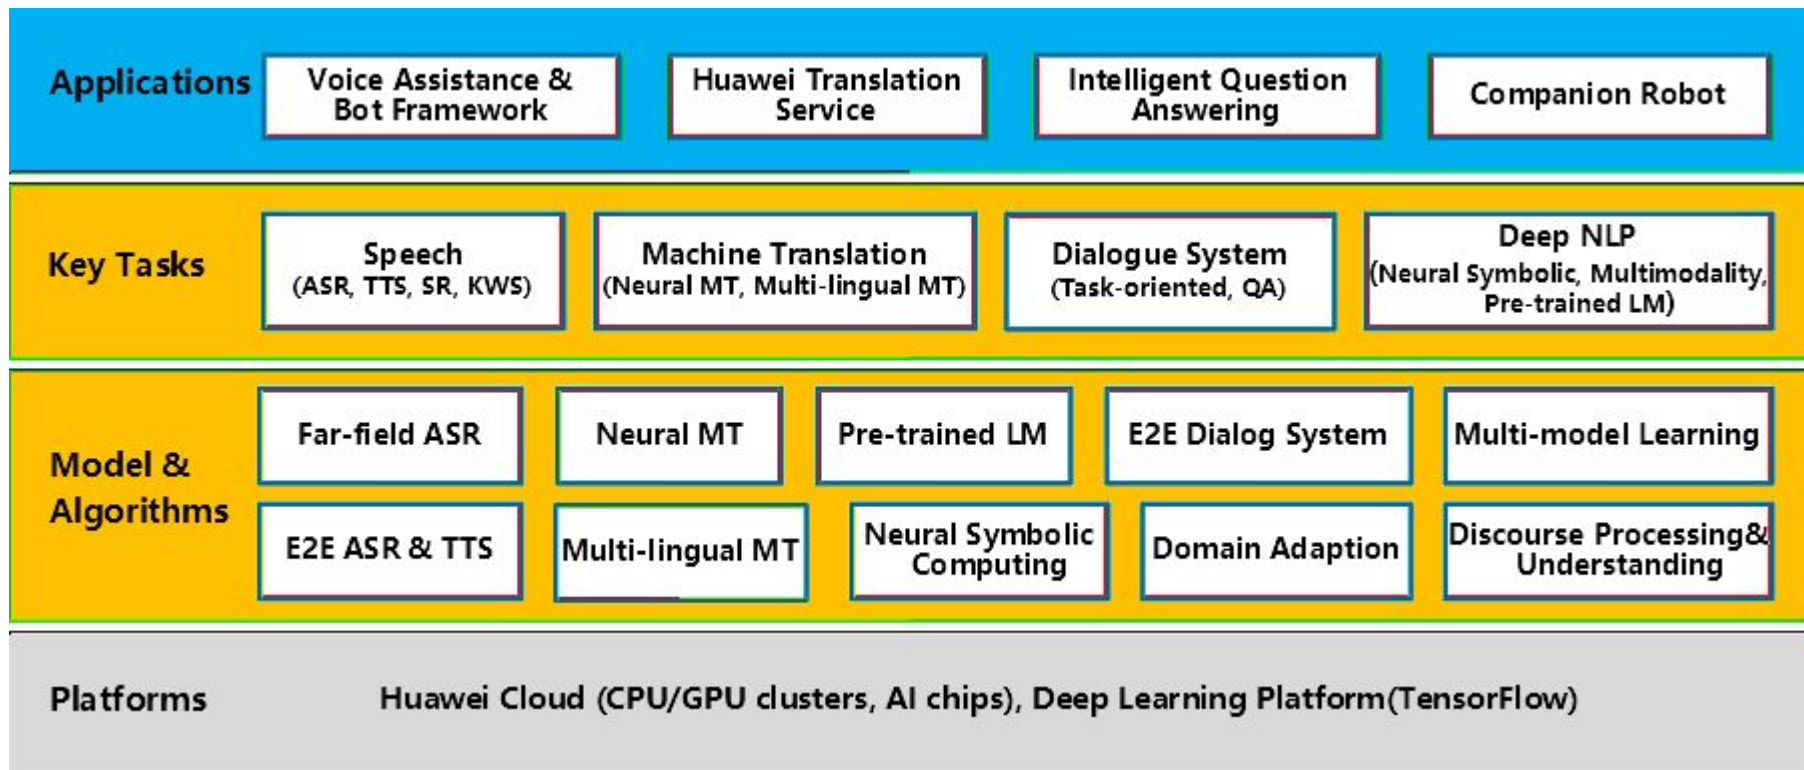 Applications
Voice Assistance &
Bot Framework
Huawei Translation
Service
Intelligent Question
Answering
Companion Robot
Key Tasks
Speech
(ASR, TTS, SR, KWS)
Machine Translation
(Neural MT, Multi-lingual MT)
Dialogue System
(Task-oriented, QA)
Deep NLP
(Neural Symbolic, Multimodality,
Pre-trained LM)
Model &
Algorithms
Far-field ASR
Neural MT
Pre-trained LM
E2E Dialog System
Multi-model Learning
E2E ASR & TTS
Multi-lingual MT
Neural Symbolic
Computing
Domain Adaption
Discourse Processing&
Understanding
Platforms
Huawei Cloud (CPU/GPU clusters, AI chips), Deep Learning Platform(TensorFlow)